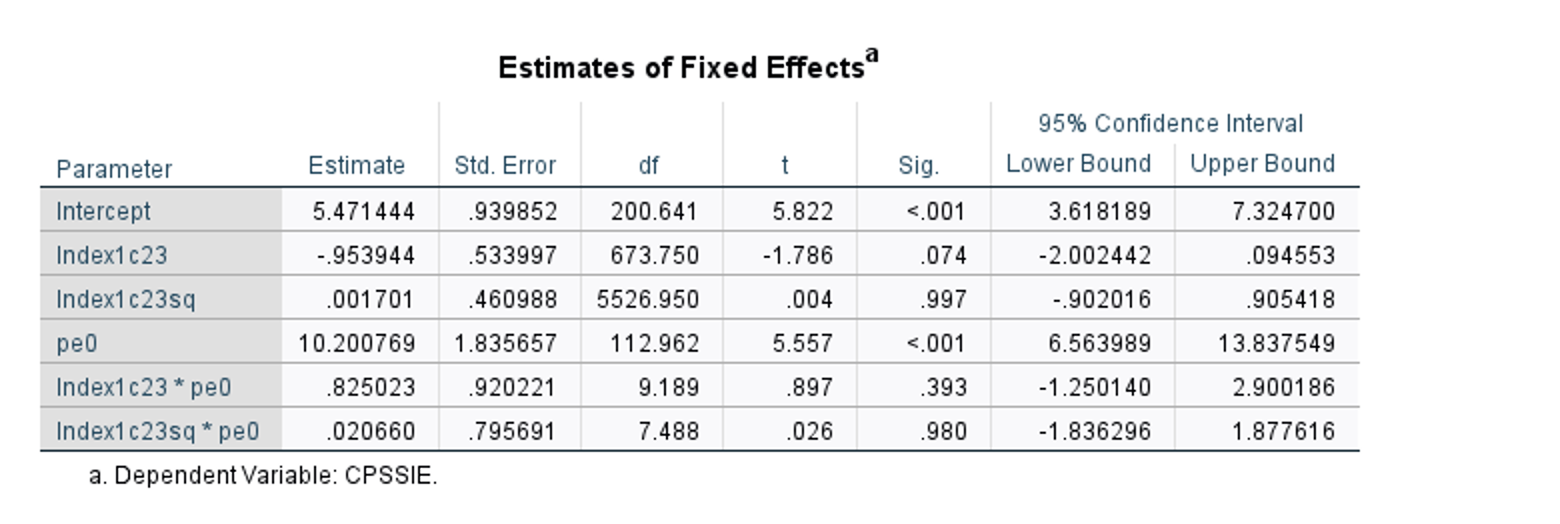 Estimates of Fixed Effectsa
95% Confidence Interval
Parameter Estimate Std. Error df t Sig. Lower Bound Upper Bound
Intercept 5.471444 .939852 200.641 5.822 <.001 3.618189 7.324700
Index1c23 -.953944 .533997 673.750 -1.786 .074 -2.002442 .094553
Index1c23sq .001701 .460988 5526.950 .004 .997 -.902016 .905418
pe0 10.200769 1.835657 112.962 5.557 <.001 6.563989 13.837549
Index1c23 * pe0 .825023 .920221 9.189 .897 .393 -1.250140 2.900186
Index1c23sq * pe0 .020660 .795691 7.488 .026 .980 -1.836296 1.877616
a. Dependent Variable: CPSSIE.